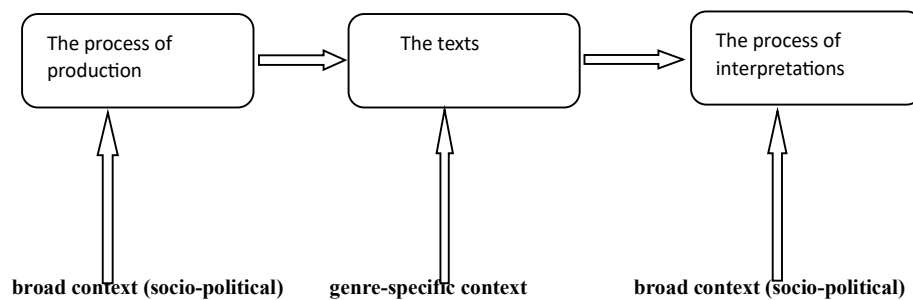 The process of
production
The texts
The process of
interpretations
broad context (socio-political)
genre-specific context
broad context (socio-political)